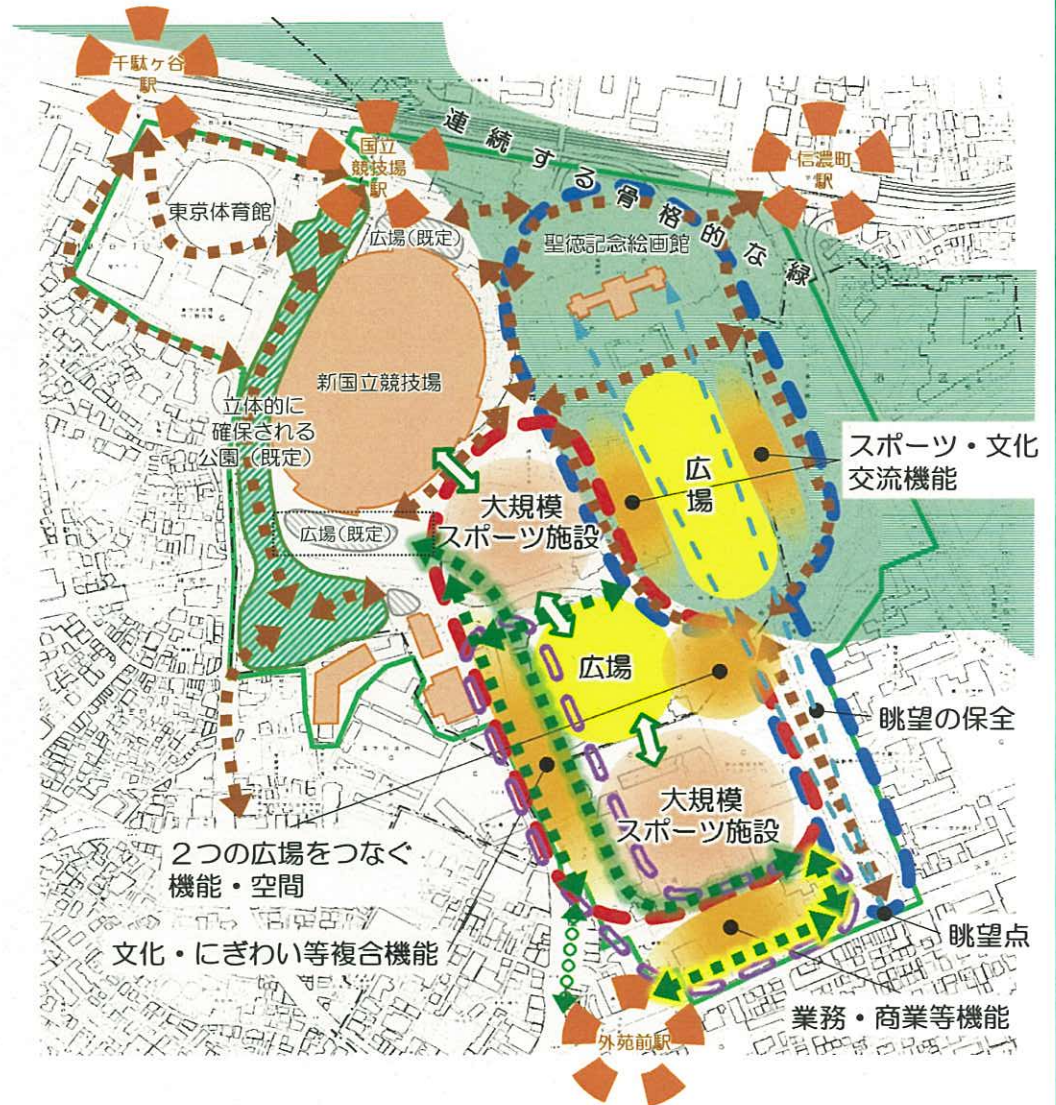 千駄ヶ谷
駅
国立
競技場
駅
信濃町
駅
連続する骨格的な緑
東京体育館
広場(既定)
聖徳記念絵画館
新国立競技場
立体的に
確保される
公園(既定)
スポーツ・文化
交流機能
広
場
大規模
スポーツ施設
広場(既定)
広場
眺望の保全
大規模
スポーツ施設
2つの広場をつなぐ
機能・空間
文化・にぎわい等複合機能
眺望点
業務・商業等機能
外苑前駅